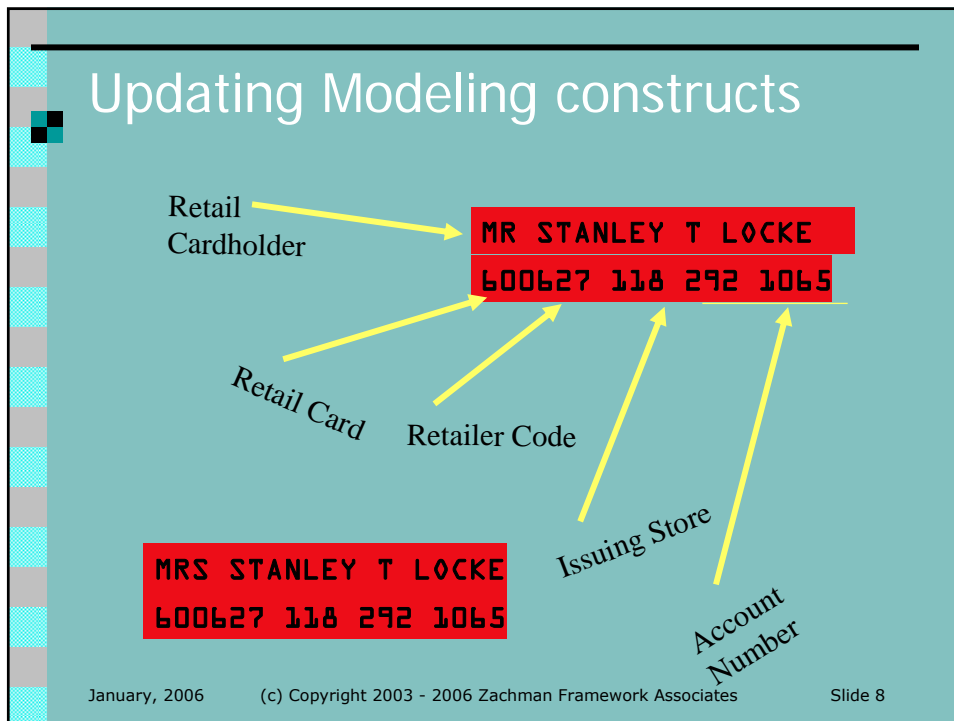 Updating Modeling constructs
Retail
Cardholder
MR STANLEY T LOCKE
600627 118 292 1065
Retail Card
Retailer Code
Issuing Store
Account
Number
MRS STANLEY T LOCKE
600627 118 292 1065
January, 2006 (c) Copyright 2003 - 2006 Zachman Framework Associates Slide 8